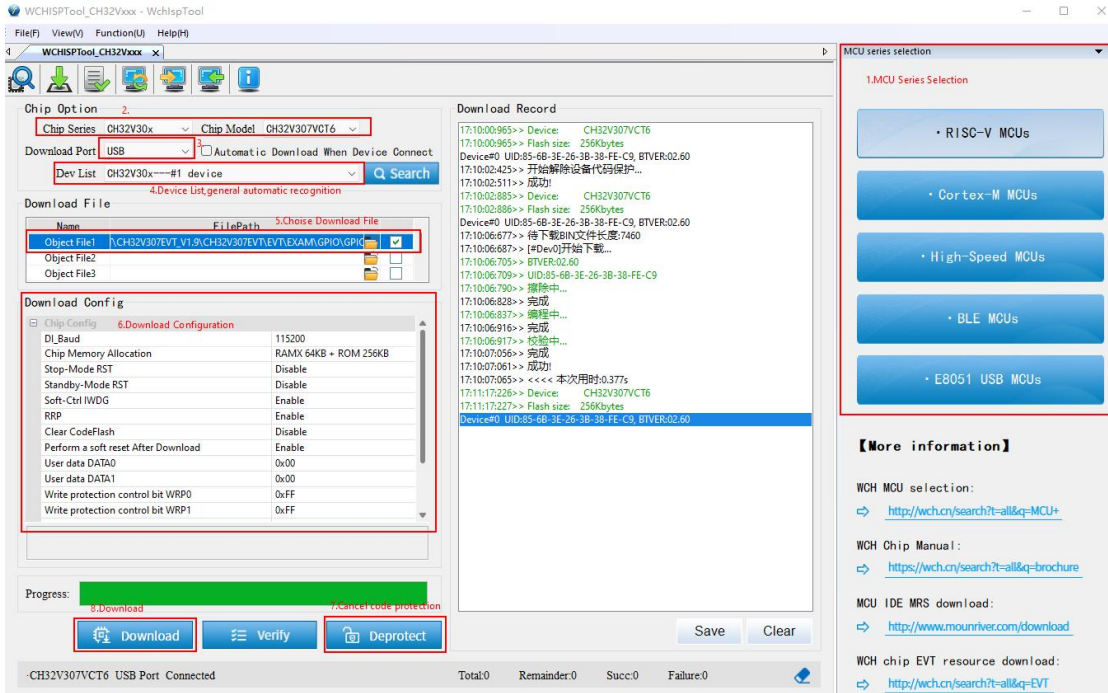 WCHISPTool_CH32Vxxx - WchIspTool
File(F) View(V) Function(U) Help(H)
WCHISPTool_CH32Vxxx x
Chip Option
2.
Chip Series CH32V30x Chip Model CH32V307VCT6
3.
Download Port USB Automatic Download When Device Connect
Dev List CH32V30x---#1 device Search
4.Device List,general automatic recognition
Download File
5.Choise Download File
Name FilePath
Object File1 \CH32V307EVT_V1.9\CH32V307EVT\EVT\EXAM\GPIO\GPIO
Object File2
Object File3
Download Config
Chip Config 6.Download Configuration
DI_Baud 115200
Chip Memory Allocation RAMX 64KB + ROM 256KB
Stop-Mode RST Disable
Standby-Mode RST Disable
Soft-Ctrl IWDG Enable
RRP Enable
Clear CodeFlash Disable
Perform a soft reset After Download Enable
User data DATA0 0x00
User data DATA1 0x00
Write protection control bit WRP0 0xFF
Write protection control bit WRP1 0xFF
Progress:
8.Download
7.Cancel code protection
Download Verify Deprotect
Download Record
17:10:00:965>> Device: CH32V307VCT6
17:10:00:965>> Flash size: 256Kbytes
Device#0 UID:85-6B-3E-26-3B-38-FE-C9, BTVER:02.60
17:10:02:425>> 开始解除设备代码保护...
17:10:02:511>> 成功!
17:10:02:885>> Device: CH32V307VCT6
17:10:02:886>> Flash size: 256Kbytes
Device#0 UID:85-6B-3E-26-3B-38-FE-C9, BTVER:02.60
17:10:06:677>> 待下载BIN文件长度:7460
17:10:06:687>> [#Dev0]开始下载...
17:10:06:705>> BTVER:02.60
17:10:06:709>> UID:85-6B-3E-26-3B-38-FE-C9
17:10:06:790>> 擦除中...
17:10:06:828>> 完成
17:10:06:837>> 编程中...
17:10:06:916>> 完成
17:10:06:917>> 校验中...
17:10:07:056>> 完成
17:10:07:061>> 成功!
17:10:07:065>> <<<< 本次用时:0.377s
17:11:17:226>> Device: CH32V307VCT6
17:11:17:227>> Flash size: 256Kbytes
Device#0 UID:85-6B-3E-26-3B-38-FE-C9, BTVER:02.60
Save Clear
·CH32V307VCT6 USB Port Connected Total:0 Remainder:0 Succ:0 Failure:0
MCU series selection
1.MCU Series Selection
·RISC-V MCUs
·Cortex-M MCUs
·High-Speed MCUs
·BLE MCUs
·E8051 USB MCUs
【More information】
WCH MCU selection:
http://wch.cn/search?t=all&q=MCU+
WCH Chip Manual:
https://wch.cn/search?t=all&q=brochure
MCU IDE MRS download:
http://www.mounriver.com/download
WCH chip EVT resource download:
http://wch.cn/search?t=all&q=EVT